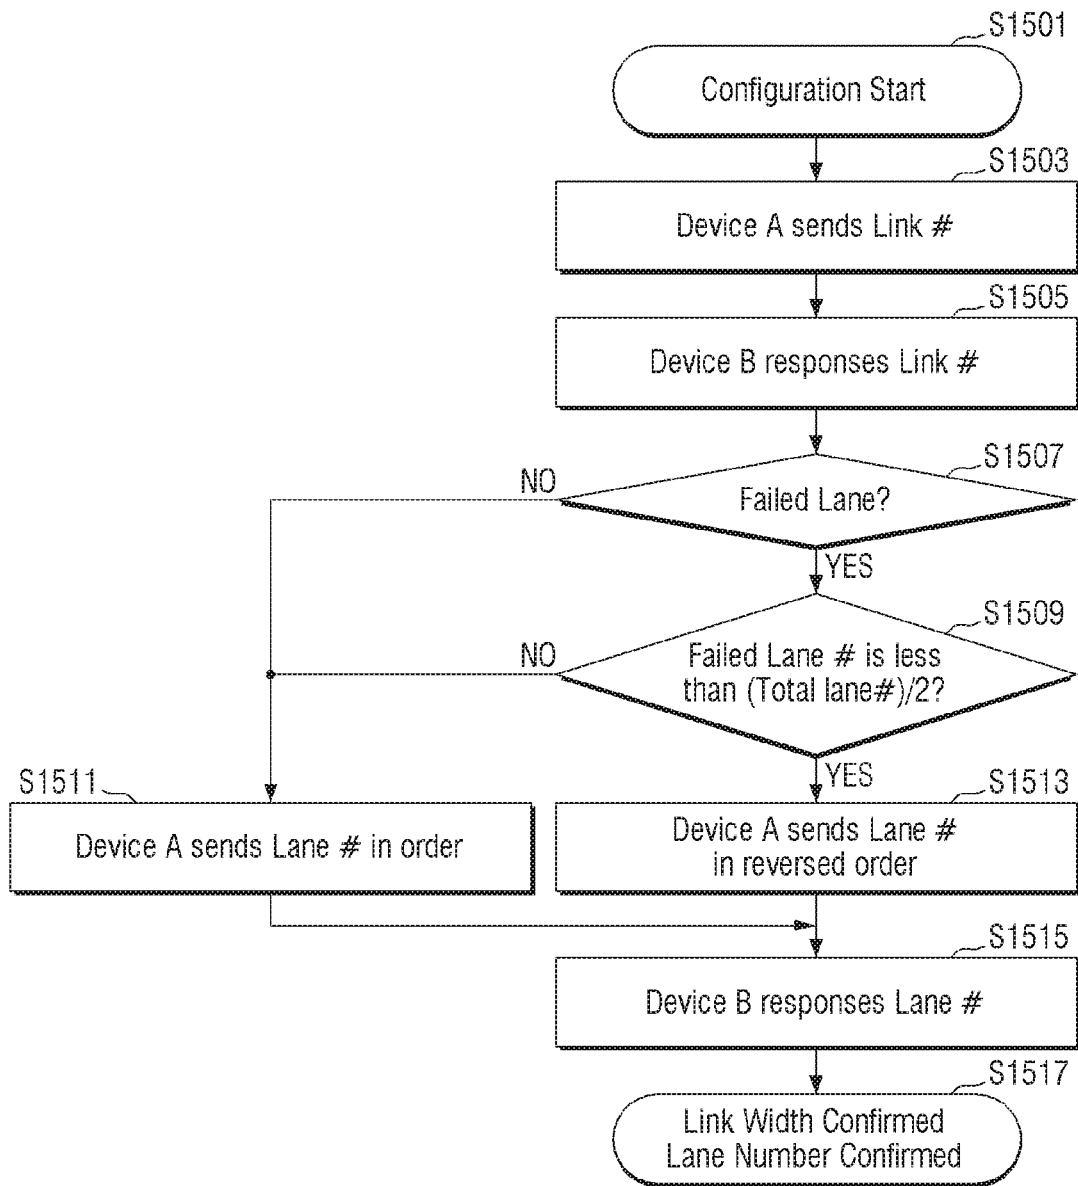 S1501
Configuration Start
S1503
Device A sends Link #
S1505
Device B responses Link #
S1507
NO
Failed Lane?
YES
S1509
NO
Failed Lane # is less
than (Total lane#)/2?
YES
S1511
Device A sends Lane # in order
S1513
Device A sends Lane #
in reversed order
S1515
Device B responses Lane #
S1517
Link Width Confirmed
Lane Number Confirmed